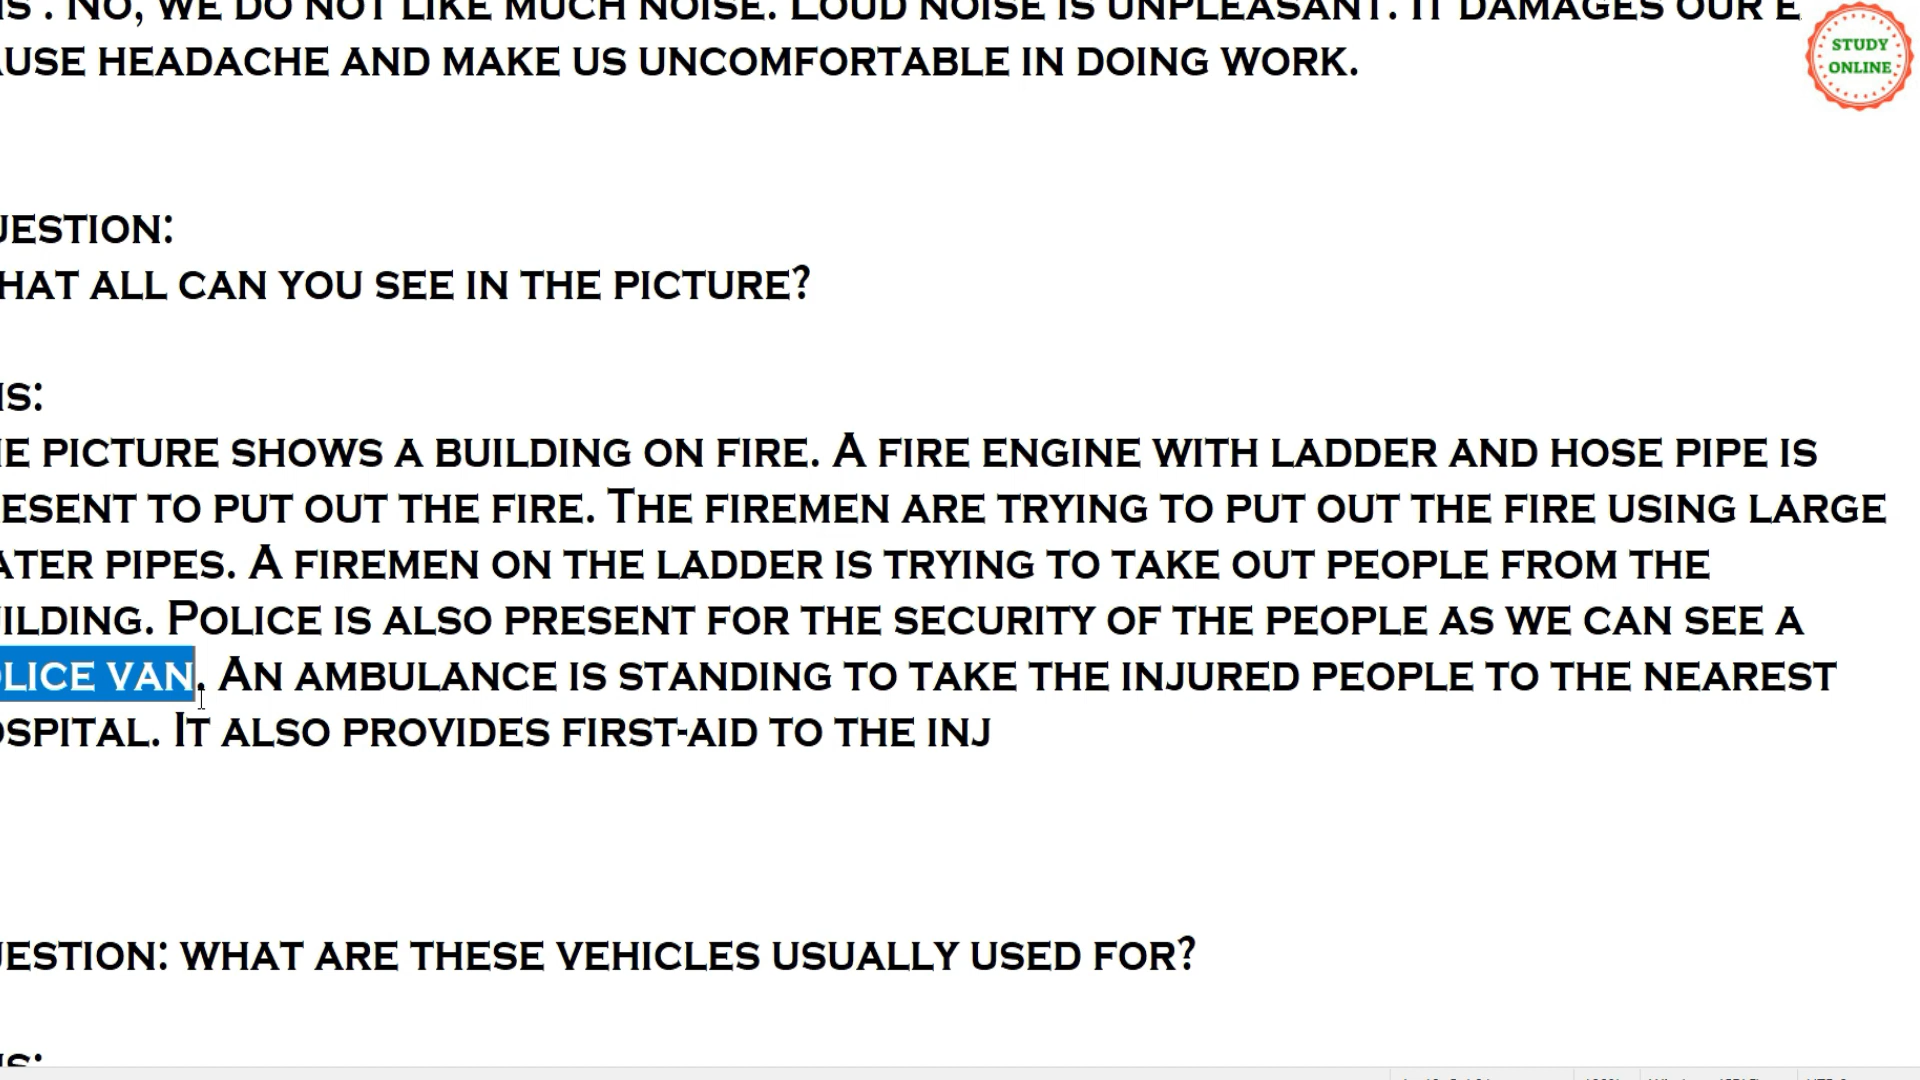 No, we do not like much noise. Loud noise is unpleasant. It damages our
headache and make us uncomfortable in doing work.
STUDY
ONLINE
uestion:
hat all can you see in the picture?
ns:
he picture shows a building on fire. A fire engine with ladder and hose pipe is
esent to put out the fire. The firemen are trying to put out the fire using large
ater pipes. A firemen on the ladder is trying to take out people from the
ilding. Police is also present for the security of the people as we can see a
olice van. An ambulance is standing to take the injured people to the nearest
ospital. It also provides first-aid to the inj
uestion: what are these vehicles usually used for?